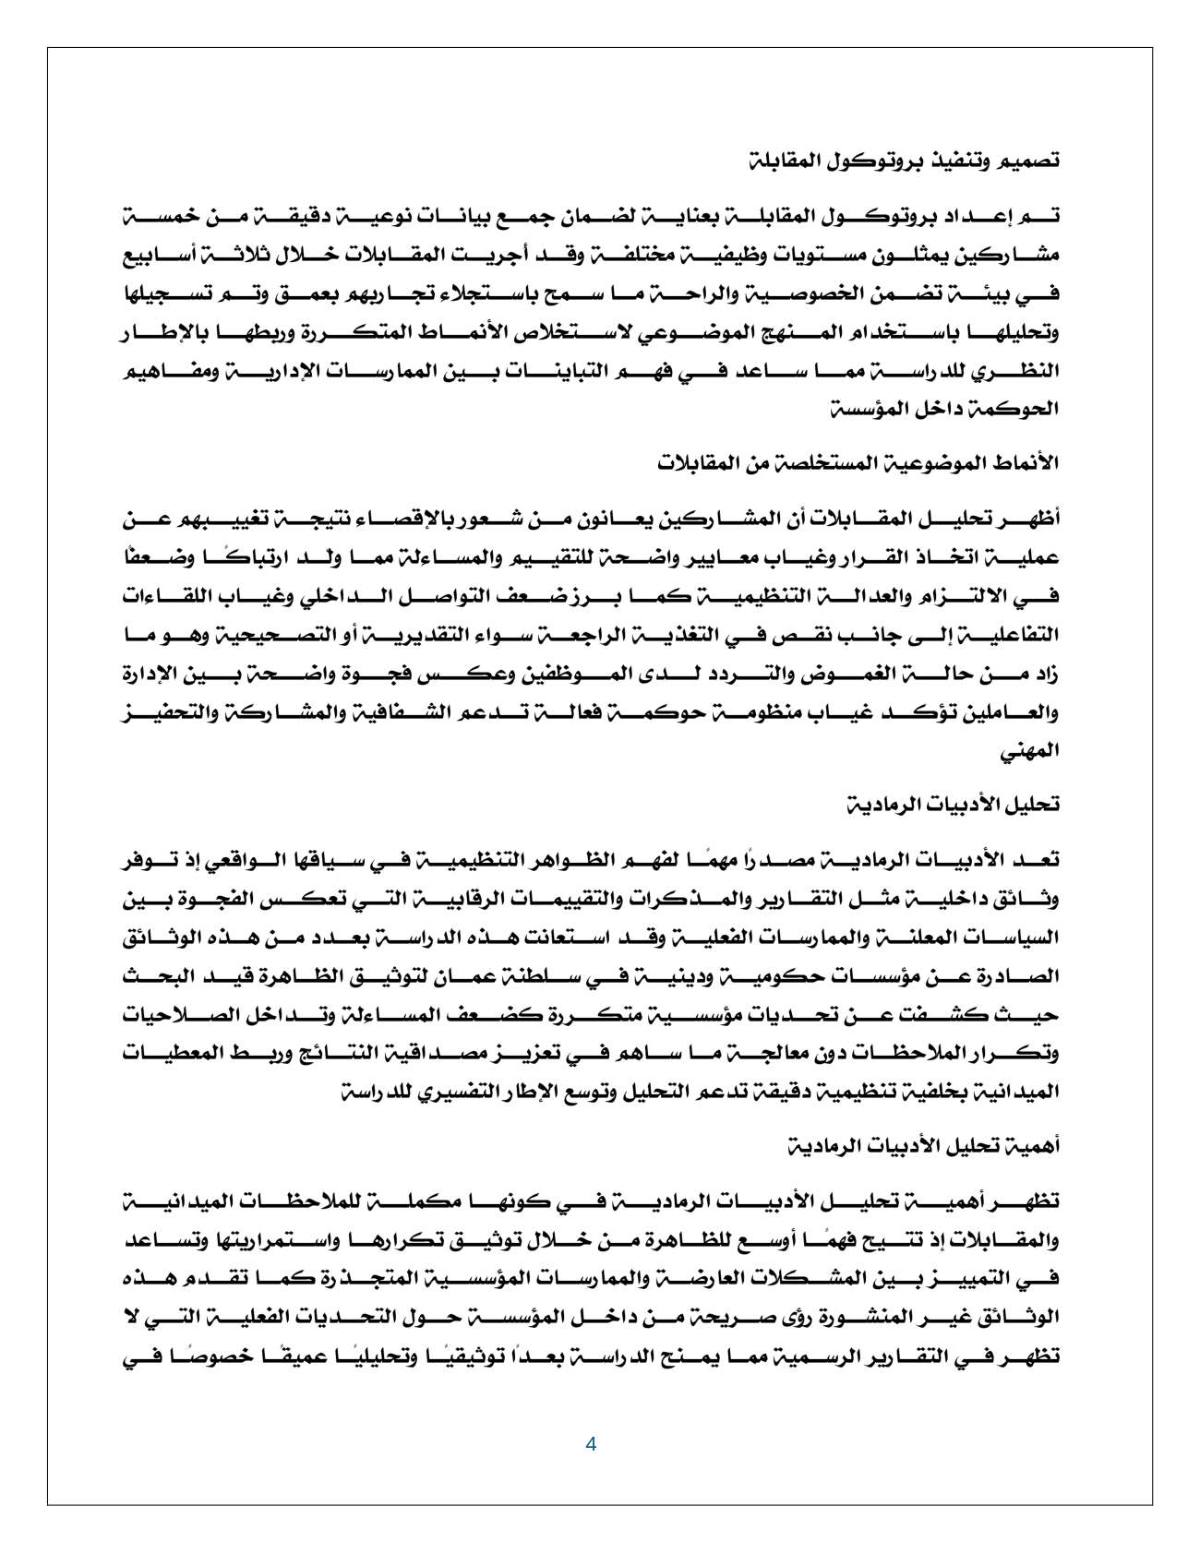 تصميم وتنفيذ بروتوكول المقابلة
تم إعداد بروتوكول المقابلة بعناية لضمان جمع بيانات نوعية دقيقة من خمسة
مشاركين يمثلون مستويات وظيفية مختلفة وقد أجريت المقابلات خلال ثلاثة أسابيع
في بيئة تضمن الخصوصية والراحة ما سمح باستجلاء تجاربهم بعمق وتم تسجيلها
وتحليلها باستخدام المنهج الموضوعي لاستخلاص الأنماط المتكررة وربطها بالإطار
النظري للدراسة مما ساعد في فهم التباينات بين الممارسات الإدارية ومفاهيم
الحوكمة داخل المؤسسة
الأنماط الموضوعية المستخلصة من المقابلات
أظهر تحليل المقابلات أن المشاركين يعانون من شعور بالإقصاء نتيجة تغييبهم عن
عملية اتخاذ القرار وغياب معايير واضحة للتقييم والمساءلة مما ولد ارتباكًا وضعفًا
في الالتزام والعدالة التنظيمية كما برز ضعف التواصل الداخلي وغياب اللقاءات
التفاعلية إلى جانب نقص في التغذية الراجعة سواء التقديرية أو التصحيحية وهو ما
زاد من حالة الغموض والتردد لدى الموظفين وعكس فجوة واضحة بين الإدارة
والعاملين تؤكد غياب منظومة حوكمة فعالة تدعم الشفافية والمشاركة والتحفيز
المهني
تحليل الأدبيات الرمادية
تعد الأدبيات الرمادية مصدرًا مهمًا لفهم الظواهر التنظيمية في سياقها الواقعي إذ توفر
وثائق داخلية مثل التقارير والمذكرات والتقييمات الرقابية التي تعكس الفجوة بين
السياسات المعلنة والممارسات الفعلية وقد استعانت هذه الدراسة بعدد من هذه الوثائق
الصادرة عن مؤسسات حكومية ودينية في سلطنة عمان لتوثيق الظاهرة قيد البحث
حيث كشفت عن تحديات مؤسسية متكررة كضعف المساءلة وتداخل الصلاحيات
وتكرار الملاحظات دون معالجة ما ساهم في تعزيز مصداقية النتائج وربط المعطيات
الميدانية بخلفية تنظيمية دقيقة تدعم التحليل وتوسع الإطار التفسيري للدراسة
أهمية تحليل الأدبيات الرمادية
تظهر أهمية تحليل الأدبيات الرمادية في كونها مكملة للملاحظات الميدانية
والمقابلات إذ تتيح فهمًا أوسع للظاهرة من خلال توثيق تكرارها واستمراريتها وتساعد
في التمييز بين المشكلات العارضة والممارسات المؤسسية المتجذرة كما تقدم هذه
الوثائق غير المنشورة رؤى صريحة من داخل المؤسسة حول التحديات الفعلية التي لا
تظهر في التقارير الرسمية مما يمنح الدراسة بعدًا توثيقيًا وتحليليًا عميقًا خصوصًا في
4